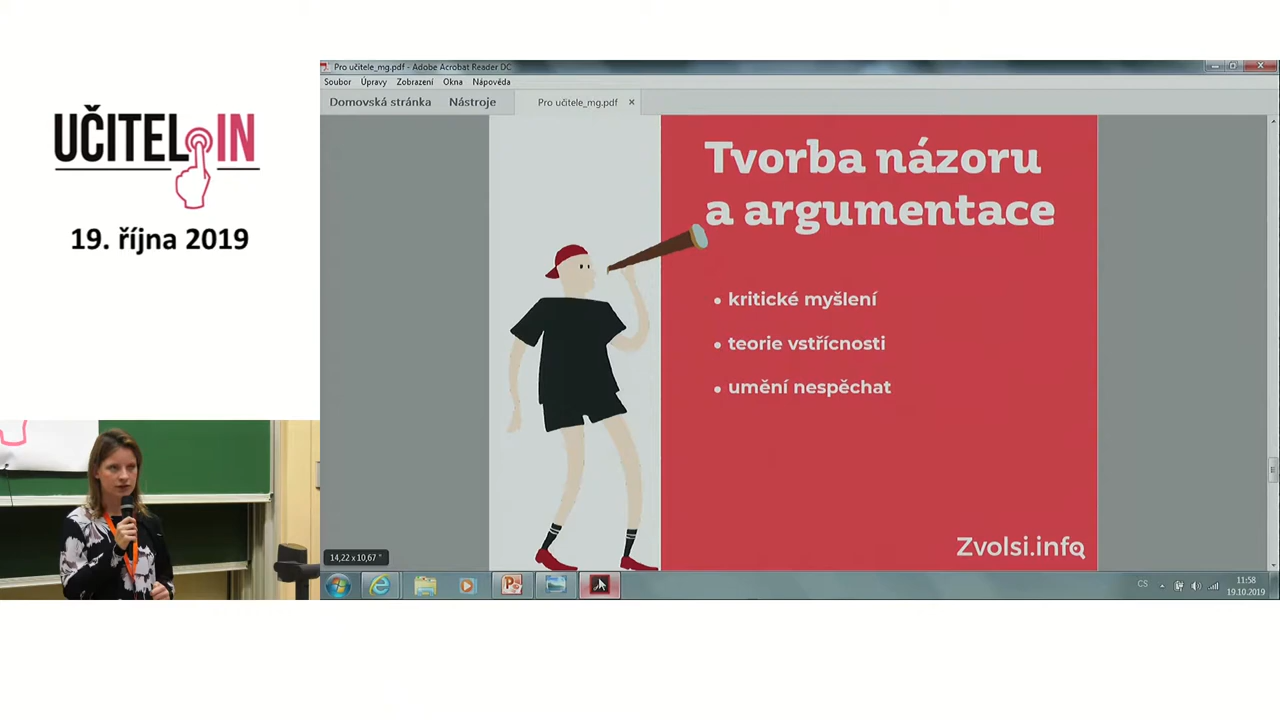 UČITEL IN
19. října 2019
Pro učitele_mg.pdf - Adobe Acrobat Reader DC
Soubor Úpravy Zobrazení Okna Nápověda
Domovská stránka Nástroje Pro učitele_mg.pdf ×
Tvorba názoru
a argumentace
• kritické myšlení
• teorie vstřícnosti
• umění nespěchat
Zvolsi.info
14,22 x 10,67 "
CS 11:58
19.10.2019